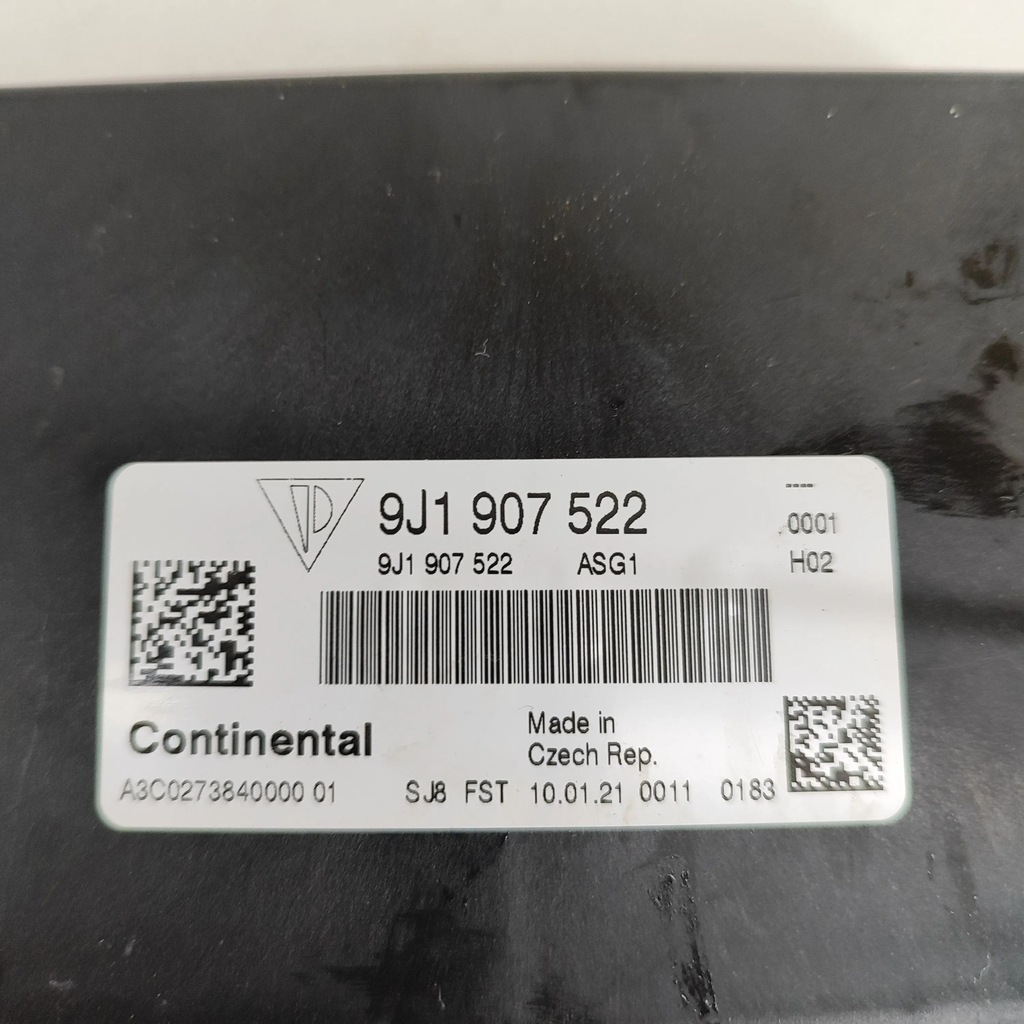 9J1 907 522
----
0001
9J1 907 522 ASG1 H02
Continental
Made in
Czech Rep.
A3C0273840000 01 SJ8 FST 10.01.21 0011 0183